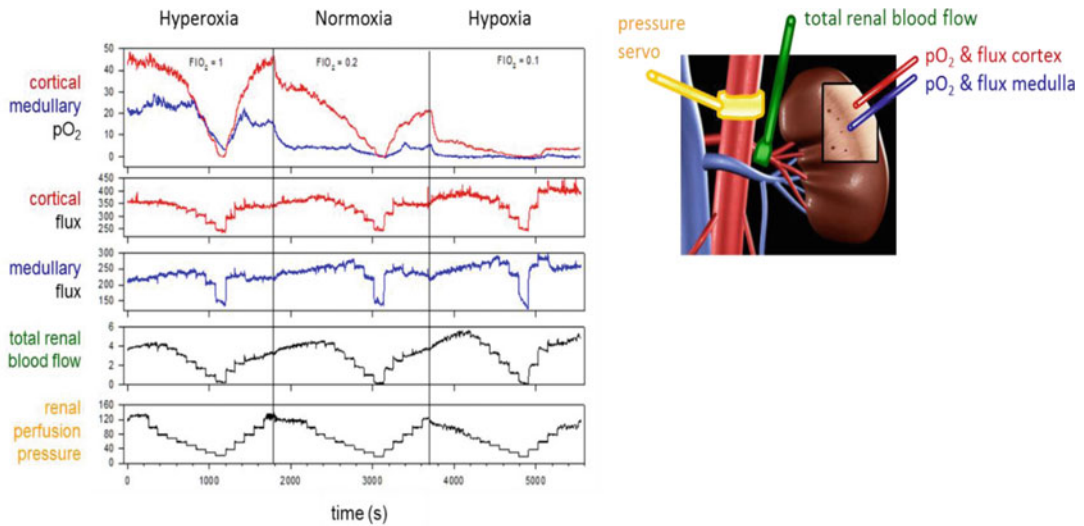 Hyperoxia Normoxia Hypoxia
FIO2 = 1 FIO2 = 0.2 FIO2 = 0.1
cortical
medullary
pO2
50
40
30
20
10
0
cortical
flux
450
400
350
300
250
medullary
flux
300
250
200
150
total renal
blood flow
6
4
2
0
renal
perfusion
pressure
160
120
80
40
0
0 1000 2000 3000 4000 5000
time (s)
pressure
servo
total renal blood flow
pO2 & flux cortex
pO2 & flux medulla